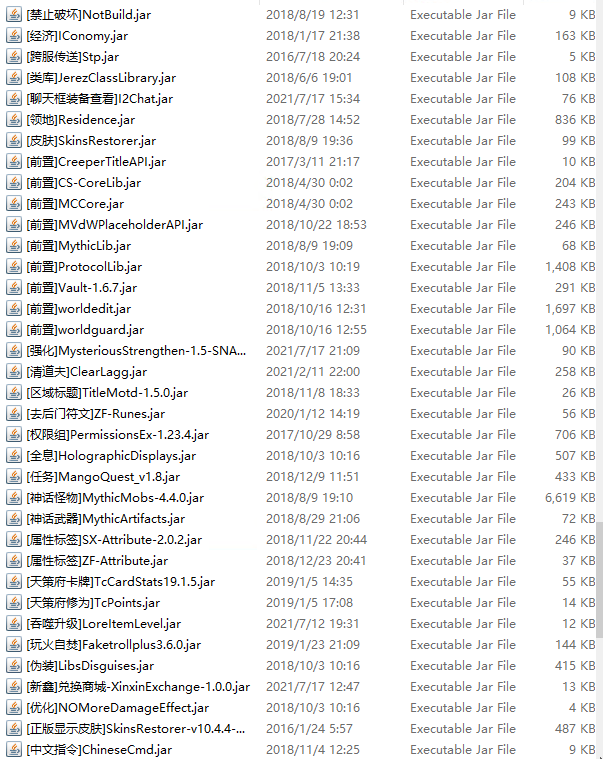 [禁止破坏]NotBuild.jar 2018/8/19 12:31 Executable Jar File 9 KB
[经济]IConomy.jar 2018/1/17 21:38 Executable Jar File 163 KB
[跨服传送]Stp.jar 2016/7/18 20:24 Executable Jar File 5 KB
[类库]JerezClassLibrary.jar 2018/6/6 19:01 Executable Jar File 108 KB
[聊天框装备查看]I2Chat.jar 2021/7/17 15:34 Executable Jar File 76 KB
[领地]Residence.jar 2018/7/28 14:52 Executable Jar File 836 KB
[皮肤]SkinsRestorer.jar 2018/8/9 19:36 Executable Jar File 99 KB
[前置]CreeperTitleAPI.jar 2017/3/11 21:17 Executable Jar File 10 KB
[前置]CS-CoreLib.jar 2018/4/30 0:02 Executable Jar File 204 KB
[前置]MCCore.jar 2018/4/30 0:02 Executable Jar File 243 KB
[前置]MVdWPlaceholderAPI.jar 2018/10/22 18:53 Executable Jar File 246 KB
[前置]MythicLib.jar 2018/8/9 19:09 Executable Jar File 68 KB
[前置]ProtocolLib.jar 2018/10/3 10:19 Executable Jar File 1,408 KB
[前置]Vault-1.6.7.jar 2018/11/5 13:33 Executable Jar File 291 KB
[前置]worldedit.jar 2018/10/16 12:31 Executable Jar File 1,697 KB
[前置]worldguard.jar 2018/10/16 12:55 Executable Jar File 1,064 KB
[强化]MysteriousStrengthen-1.5-SNA... 2021/7/17 21:09 Executable Jar File 90 KB
[清道夫]ClearLagg.jar 2021/2/11 22:00 Executable Jar File 258 KB
[区域标题]TitleMotd-1.5.0.jar 2018/11/8 18:33 Executable Jar File 26 KB
[去后门符文]ZF-Runes.jar 2020/1/12 14:19 Executable Jar File 56 KB
[权限组]PermissionsEx-1.23.4.jar 2017/10/29 8:58 Executable Jar File 706 KB
[全息]HolographicDisplays.jar 2018/10/3 10:16 Executable Jar File 507 KB
[任务]MangoQuest_v1.8.jar 2018/12/9 11:51 Executable Jar File 433 KB
[神话怪物]MythicMobs-4.4.0.jar 2018/8/9 19:10 Executable Jar File 6,619 KB
[神话武器]MythicArtifacts.jar 2018/8/29 21:06 Executable Jar File 72 KB
[属性标签]SX-Attribute-2.0.2.jar 2018/11/22 20:44 Executable Jar File 246 KB
[属性标签]ZF-Attribute.jar 2018/12/23 20:41 Executable Jar File 37 KB
[天策府卡牌]TcCardStats19.1.5.jar 2019/1/5 14:35 Executable Jar File 55 KB
[天策府修为]TcPoints.jar 2019/1/5 17:08 Executable Jar File 14 KB
[吞噬升级]LoreItemLevel.jar 2021/7/12 19:31 Executable Jar File 12 KB
[玩火自焚]Faketrollplus3.6.0.jar 2019/1/23 21:09 Executable Jar File 144 KB
[伪装]LibsDisguises.jar 2018/10/3 10:16 Executable Jar File 415 KB
[新鑫]兑换商城-XinxinExchange-1.0.0.jar 2021/7/17 12:47 Executable Jar File 13 KB
[优化]NOMoreDamageEffect.jar 2018/10/3 10:16 Executable Jar File 4 KB
[正版显示皮肤]SkinsRestorer-v10.4.4-... 2016/1/24 5:57 Executable Jar File 487 KB
[中文指令]ChineseCmd.jar 2018/11/4 12:25 Executable Jar File 9 KB